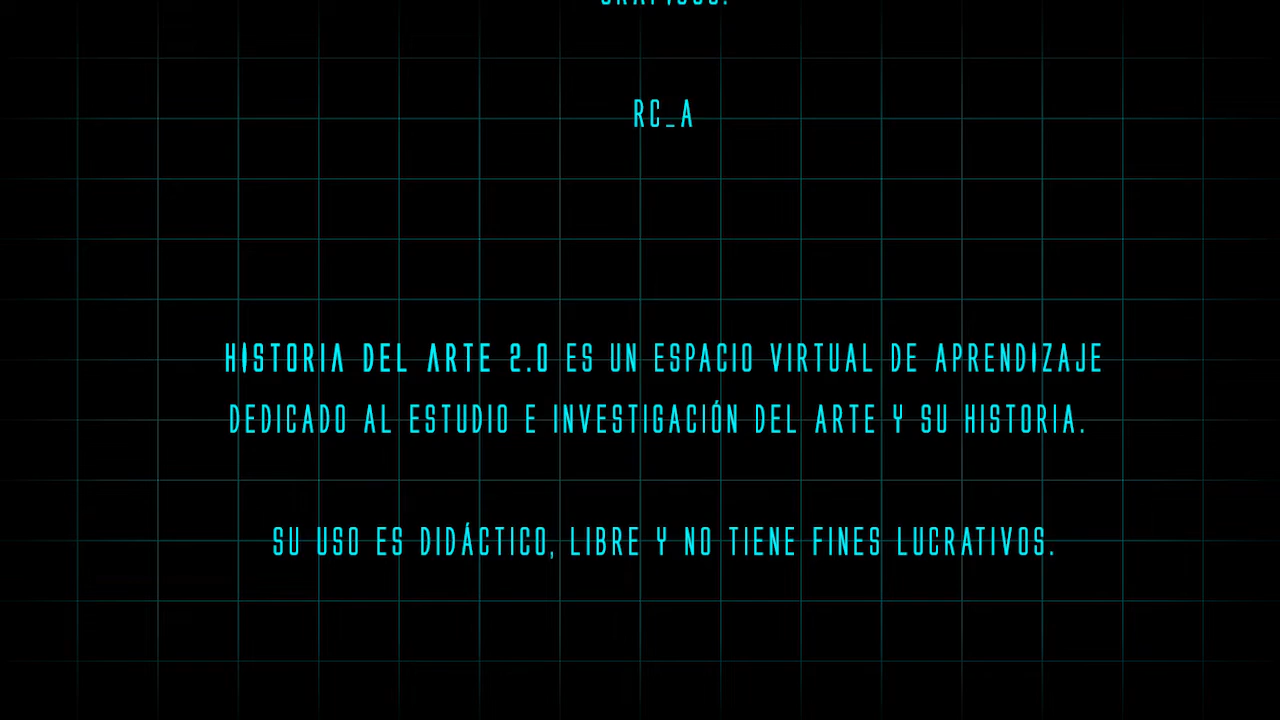 RC_A
HISTORIA DEL ARTE 2.0 ES UN ESPACIO VIRTUAL DE APRENDIZAJE
DEDICADO AL ESTUDIO E INVESTIGACIÓN DEL ARTE Y SU HISTORIA.
SU USO ES DIDÁCTICO, LIBRE Y NO TIENE FINES LUCRATIVOS.